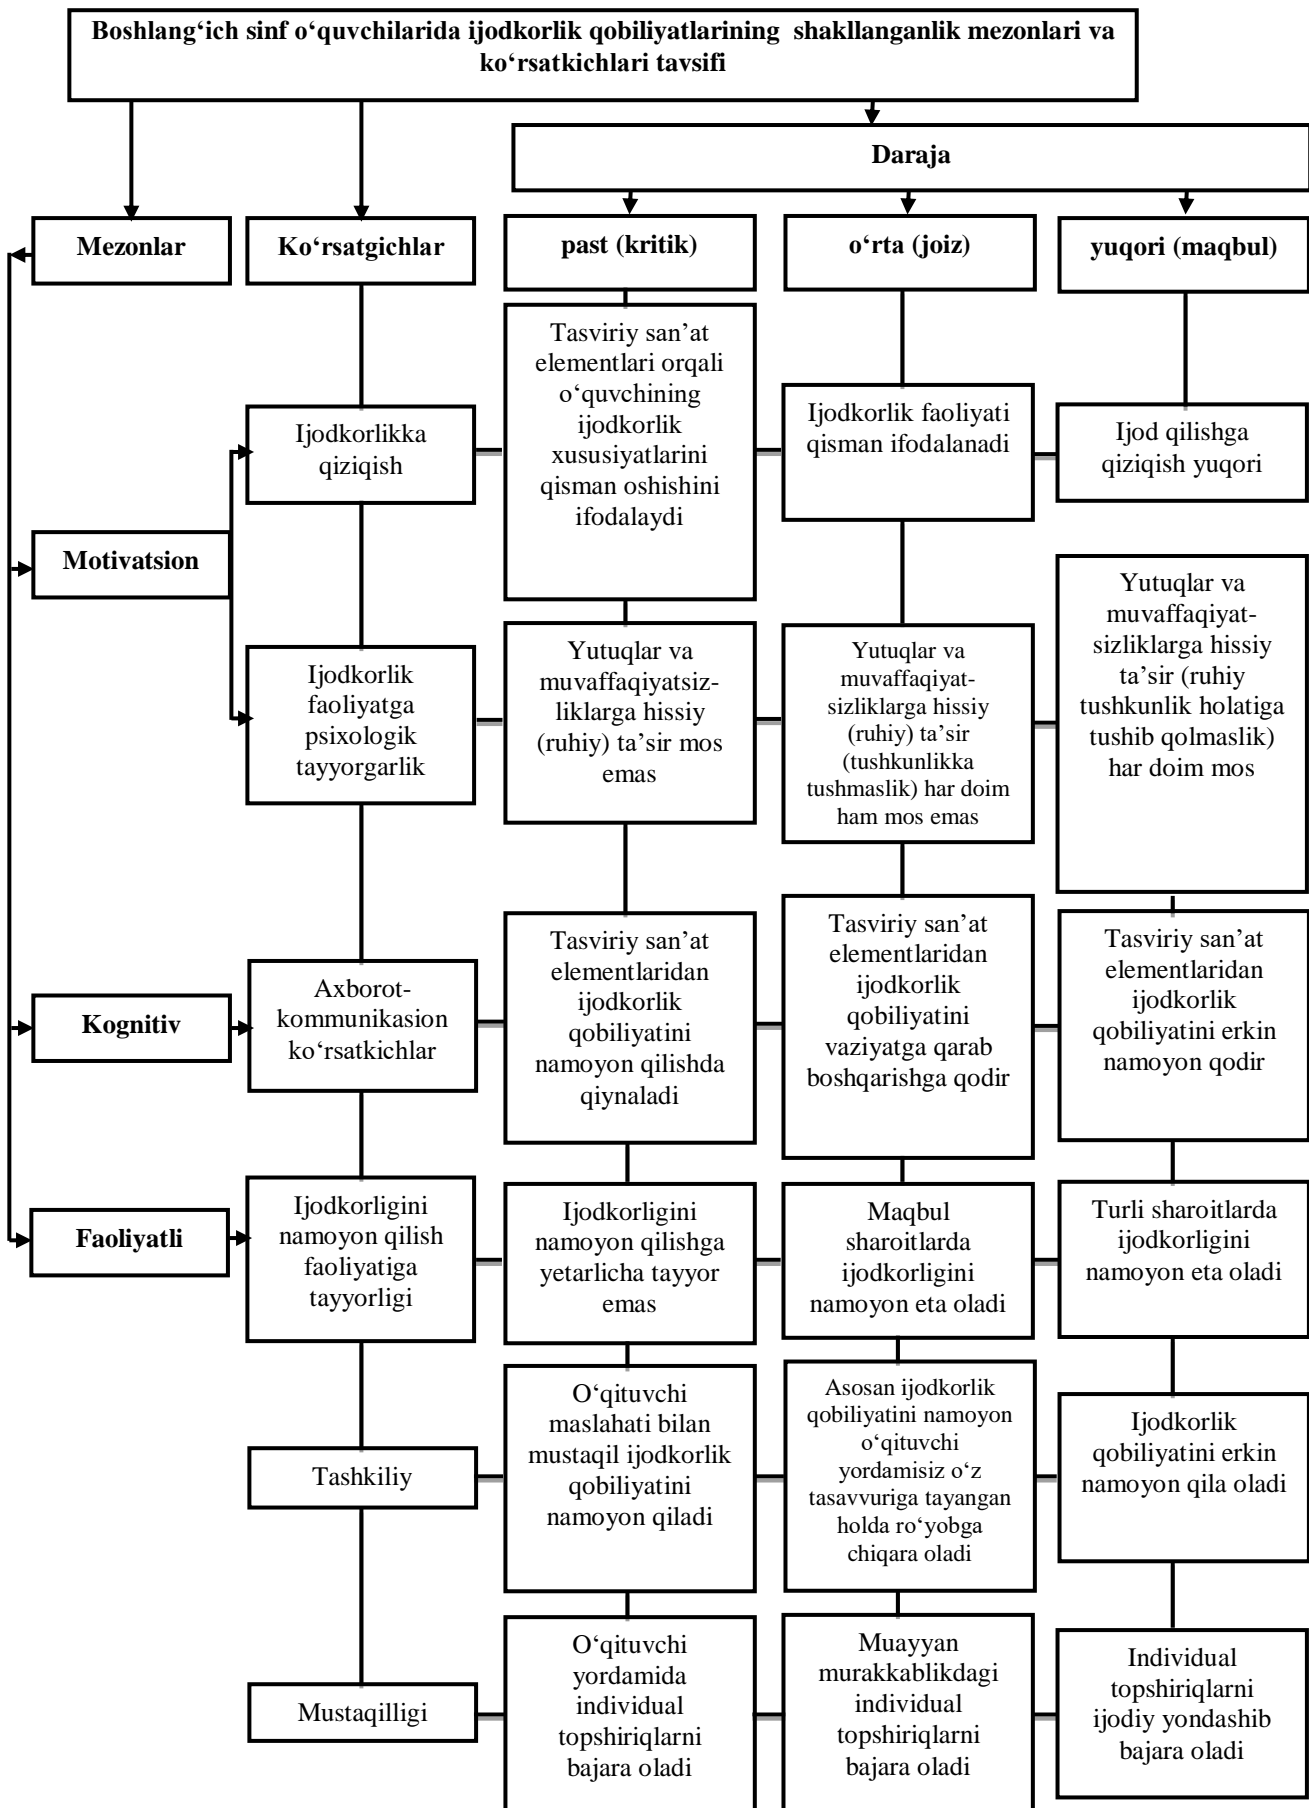 Boshlang‘ich sinf o‘quvchilarida ijodkorlik qobiliyatlarining shakllanganlik mezonlari va
ko‘rsatkichlari tavsifi
Daraja
Mezonlar
Ko‘rsatgichlar
past (kritik)
o‘rta (joiz)
yuqori (maqbul)
Motivatsion
Ijodkorlikka
qiziqish
Tasviriy san’at
elementlari orqali
o‘quvchining
ijodkorlik
xususiyatlarini
qisman oshishini
ifodalaydi
Ijodkorlik faoliyati
qisman ifodalanadi
Ijod qilishga
qiziqish yuqori
Ijodkorlik
faoliyatga
psixologik
tayyorgarlik
Yutuqlar va
muvaffaqiyatsiz-
liklarga hissiy
(ruhiy) ta’sir mos
emas
Yutuqlar va
muvaffaqiyat-
sizliklarga hissiy
(ruhiy) ta’sir
(tushkunlikka
tushmaslik) har doim
ham mos emas
Yutuqlar va
muvaffaqiyat-
sizliklarga hissiy
ta’sir (ruhiy
tushkunlik holatiga
tushib qolmaslik)
har doim mos
Kognitiv
Axborot-
kommunikasion
ko‘rsatkichlar
Tasviriy san’at
elementlaridan
ijodkorlik
qobiliyatini
namoyon qilishda
qiynaladi
Tasviriy san’at
elementlaridan
ijodkorlik
qobiliyatini
vaziyatga qarab
boshqarishga qodir
Tasviriy san’at
elementlaridan
ijodkorlik
qobiliyatini erkin
namoyon qodir
Faoliyatli
Ijodkorligini
namoyon qilish
faoliyatiga
tayyorligi
Ijodkorligini
namoyon qilishga
yetarlicha tayyor
emas
Maqbul
sharoitlarda
ijodkorligini
namoyon eta oladi
Turli sharoitlarda
ijodkorligini
namoyon eta oladi
Tashkiliy
O‘qituvchi
maslahati bilan
mustaqil ijodkorlik
qobiliyatini
namoyon qiladi
Asosan ijodkorlik
qobiliyatini namoyon
o‘qituvchi
yordamisiz o‘z
tasavvuriga tayangan
holda ro‘yobga
chiqara oladi
Ijodkorlik
qobiliyatini erkin
namoyon qila oladi
Mustaqilligi
O‘qituvchi
yordamida
individual
topshiriqlarni
bajara oladi
Muayyan
murakkablikdagi
individual
topshiriqlarni
bajara oladi
Individual
topshiriqlarni
ijodiy yondashib
bajara oladi